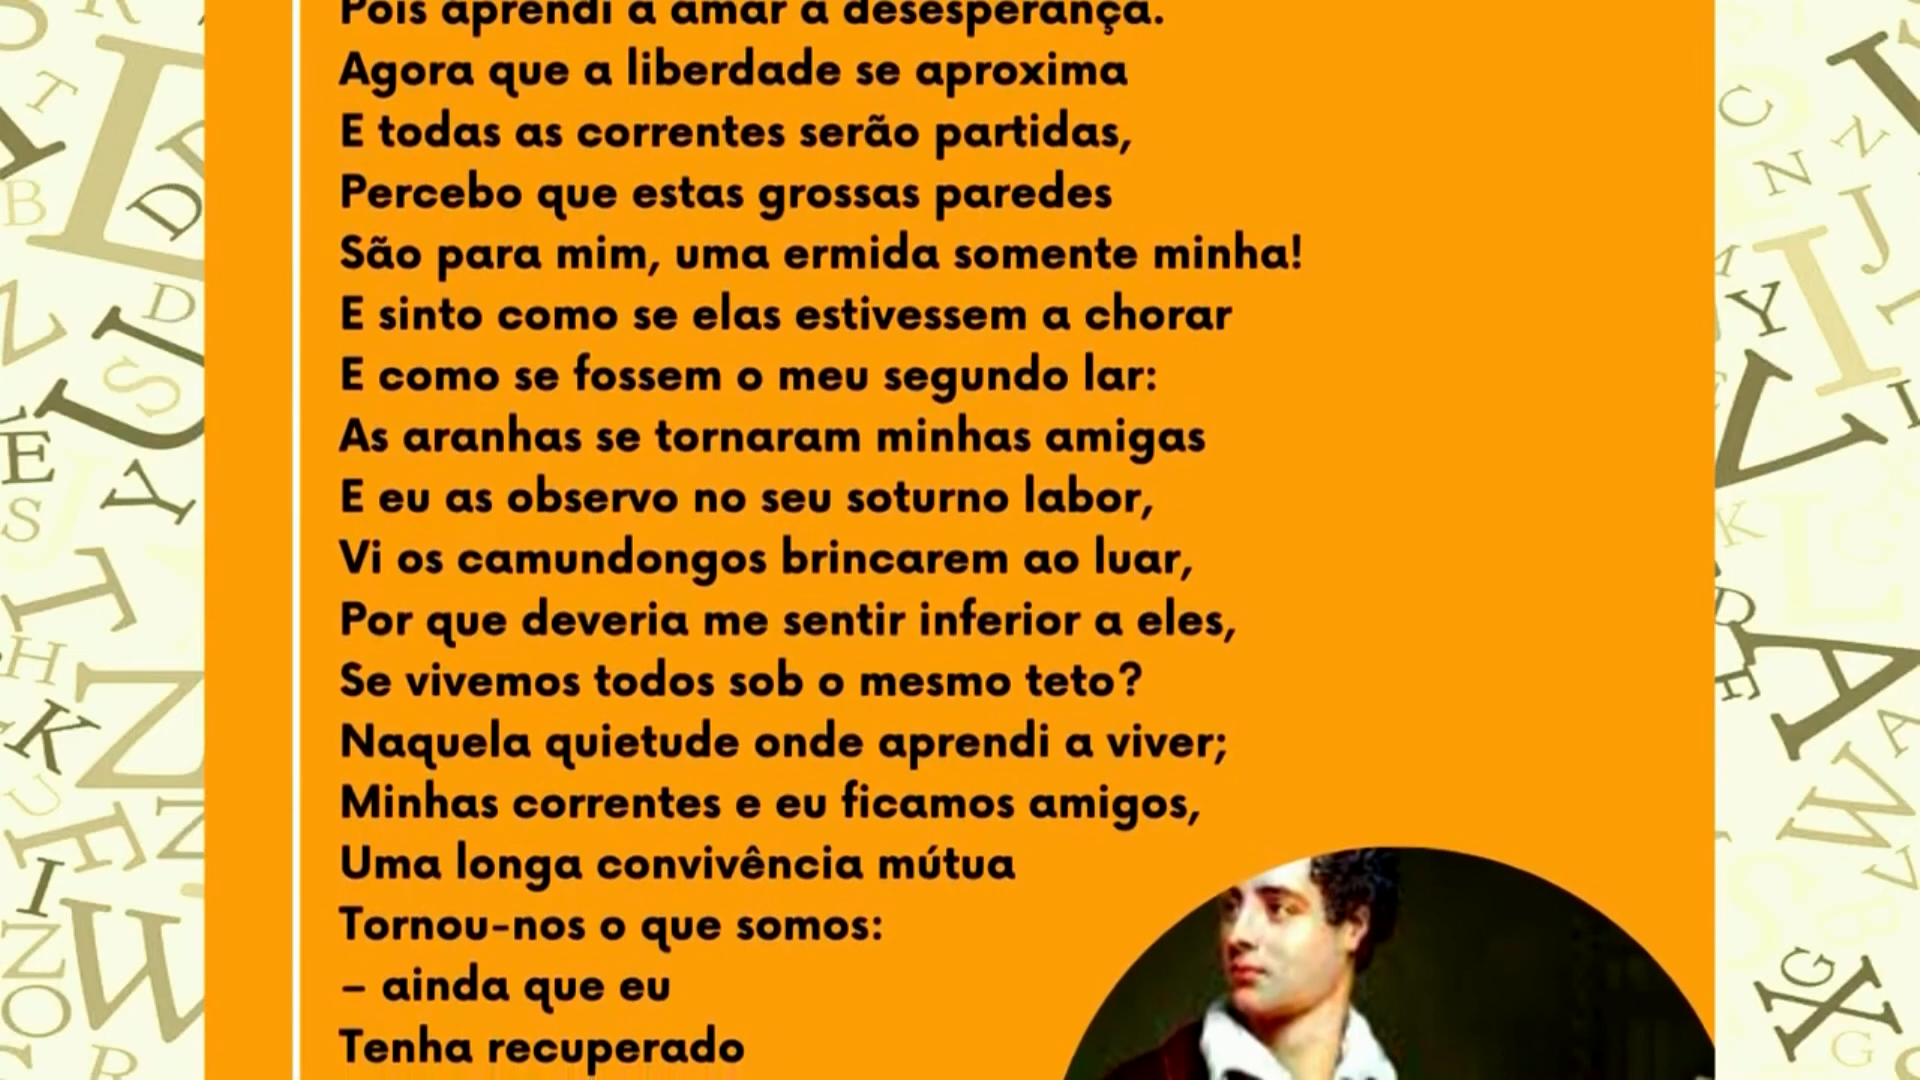 Pois aprendi a amar a desesperança.
Agora que a liberdade se aproxima
E todas as correntes serão partidas,
Percebo que estas grossas paredes
São para mim, uma ermida somente minha!
E sinto como se elas estivessem a chorar
E como se fossem o meu segundo lar:
As aranhas se tornaram minhas amigas
E eu as observo no seu soturno labor,
Vi os camundongos brincarem ao luar,
Por que deveria me sentir inferior a eles,
Se vivemos todos sob o mesmo teto?
Naquela quietude onde aprendi a viver;
Minhas correntes e eu ficamos amigos,
Uma longa convivência mútua
Tornou-nos o que somos:
– ainda que eu
Tenha recuperado